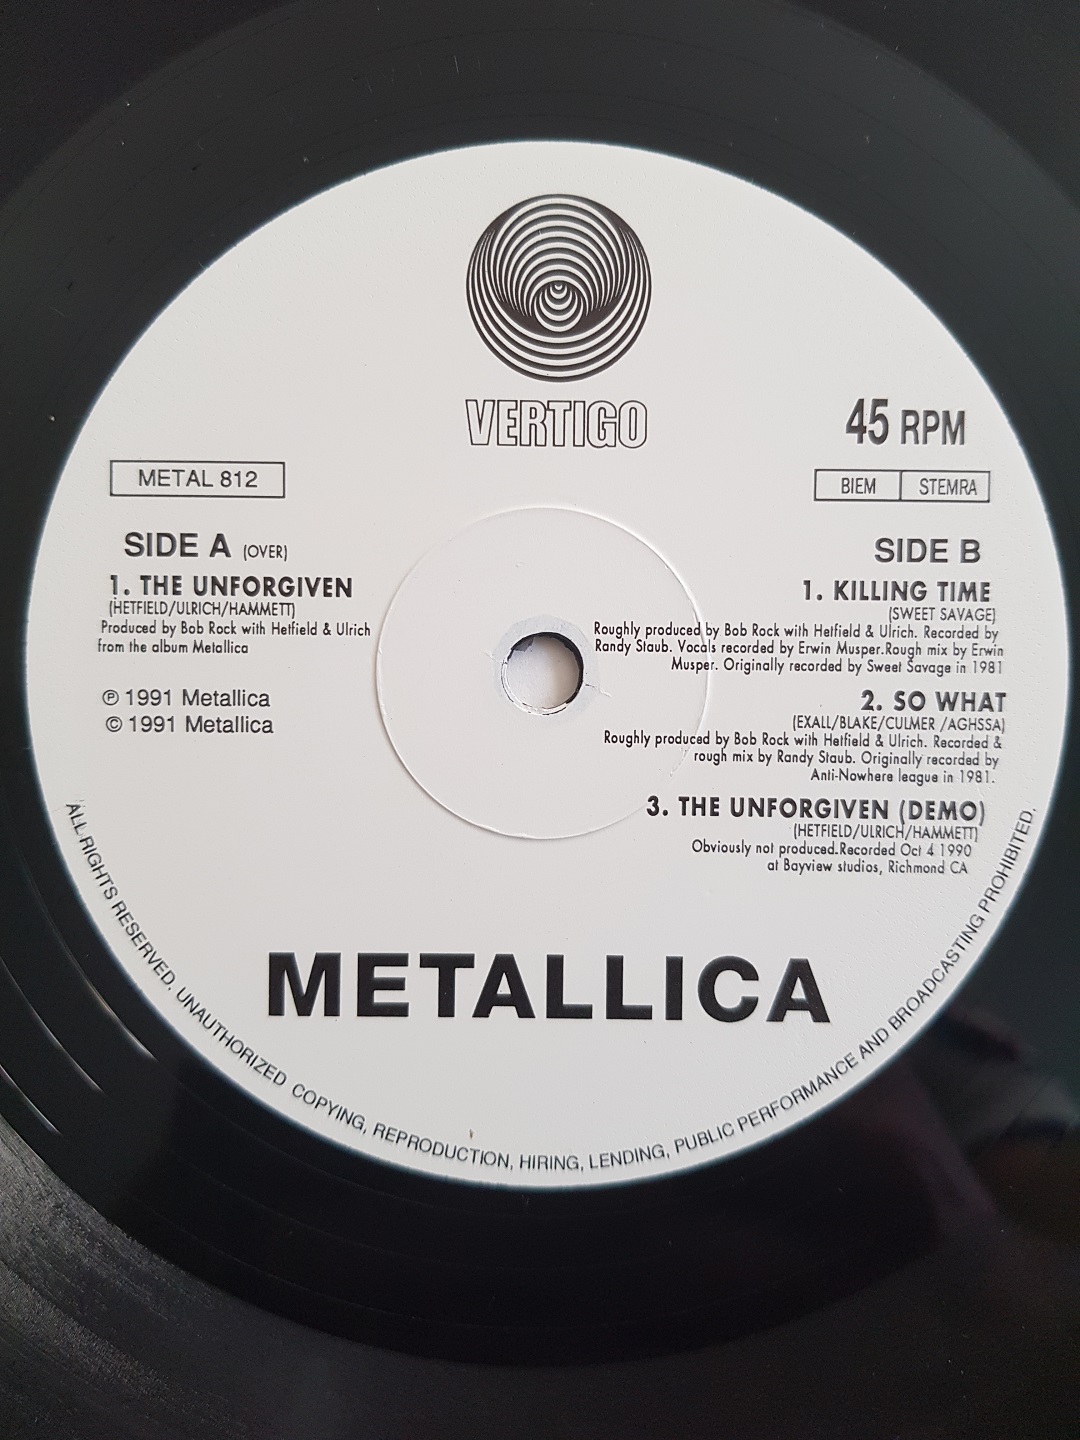 VERTIGO
45 RPM
METAL 812
BIEM STEMRA
SIDE A (OVER)
1. THE UNFORGIVEN
(HETFIELD/ULRICH/HAMMETT)
Produced by Bob Rock with Hetfield & Ulrich
from the album Metallica
℗ 1991 Metallica
© 1991 Metallica
SIDE B
1. KILLING TIME
(SWEET SAVAGE)
Roughly produced by Bob Rock with Hetfield & Ulrich. Recorded by
Randy Staub. Vocals recorded by Erwin Musper.Rough mix by Erwin
Musper. Originally recorded by Sweet Savage in 1981
2. SO WHAT
(EXALL/BLAKE/CULMER /AGHSSA)
Roughly produced by Bob Rock with Hetfield & Ulrich. Recorded &
rough mix by Randy Staub. Originally recorded by
Anti-Nowhere league in 1981.
3. THE UNFORGIVEN (DEMO)
(HETFIELD/ULRICH/HAMMETT)
Obviously not produced.Recorded Oct 4 1990
at Bayview studios, Richmond CA
METALLICA
ALL RIGHTS RESERVED. UNAUTHORIZED COPYING, REPRODUCTION, HIRING, LENDING, PUBLIC PERFORMANCE AND BROADCASTING PROHIBITED.